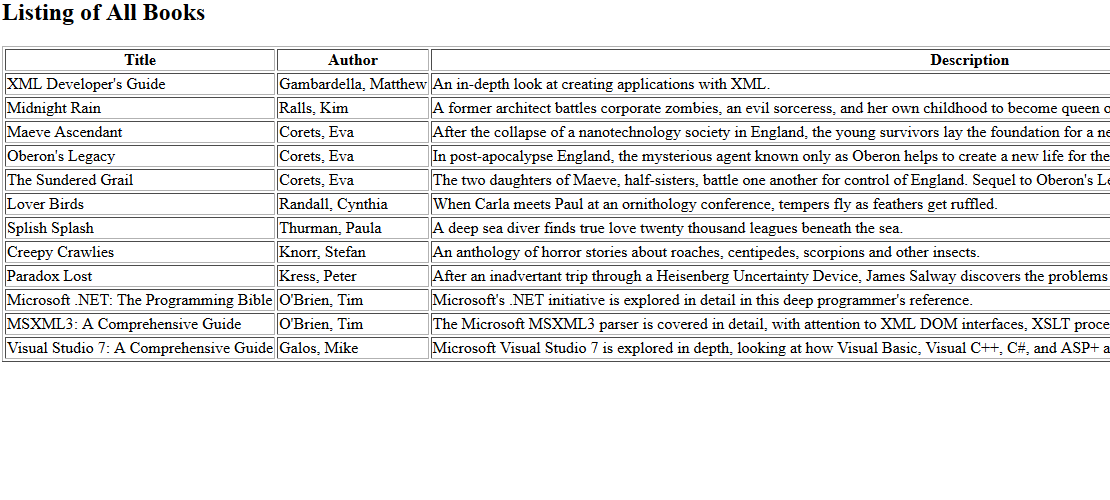 Listing of All Books
Title Author Description
XML Developer's Guide Gambardella, Matthew An in-depth look at creating applications with XML.
Midnight Rain Ralls, Kim A former architect battles corporate zombies, an evil sorceress, and her own childhood to become queen
Maeve Ascendant Corets, Eva After the collapse of a nanotechnology society in England, the young survivors lay the foundation for a
Oberon's Legacy Corets, Eva In post-apocalypse England, the mysterious agent known only as Oberon helps to create a new life for the
The Sundered Grail Corets, Eva The two daughters of Maeve, half-sisters, battle one another for control of England. Sequel to Oberon's
Lover Birds Randall, Cynthia When Carla meets Paul at an ornithology conference, tempers fly as feathers get ruffled.
Splish Splash Thurman, Paula A deep sea diver finds true love twenty thousand leagues beneath the sea.
Creepy Crawlies Knorr, Stefan An anthology of horror stories about roaches, centipedes, scorpions and other insects.
Paradox Lost Kress, Peter After an inadvertant trip through a Heisenberg Uncertainty Device, James Salway discovers the problems
Microsoft .NET: The Programming Bible O'Brien, Tim Microsoft's .NET initiative is explored in detail in this deep programmer's reference.
MSXML3: A Comprehensive Guide O'Brien, Tim The Microsoft MSXML3 parser is covered in detail, with attention to XML DOM interfaces, XSLT
Visual Studio 7: A Comprehensive Guide Galos, Mike Microsoft Visual Studio 7 is explored in depth, looking at how Visual Basic, Visual C++, C#, and ASP+